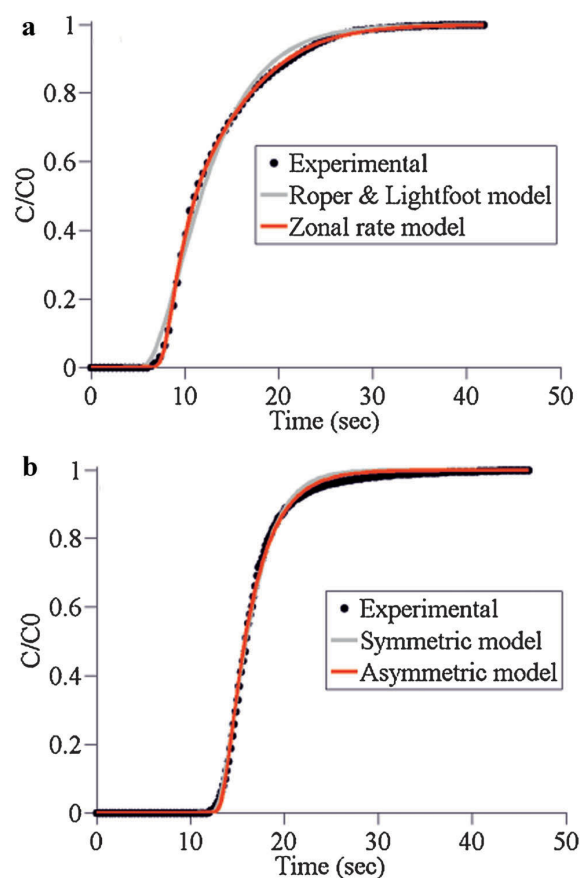 a
1
0.8
0.6
0.4
0.2
0
C/C0
Experimental
Roper & Lightfoot model
Zonal rate model
0 10 20 30 40 50
Time (sec)
b
1
0.8
0.6
0.4
0.2
0
C/C0
Experimental
Symmetric model
Asymmetric model
0 10 20 30 40 50
Time (sec)